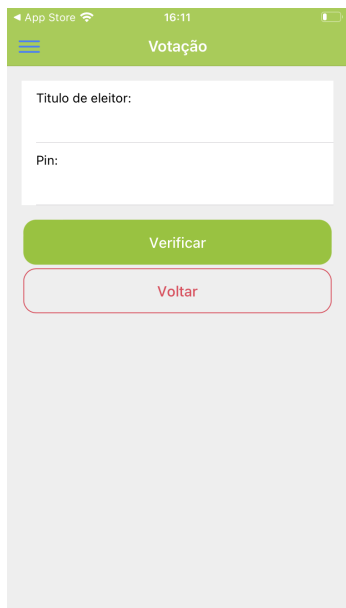 ◀ App Store 16:11
Votação
Titulo de eleitor:
Pin:
Verificar
Voltar